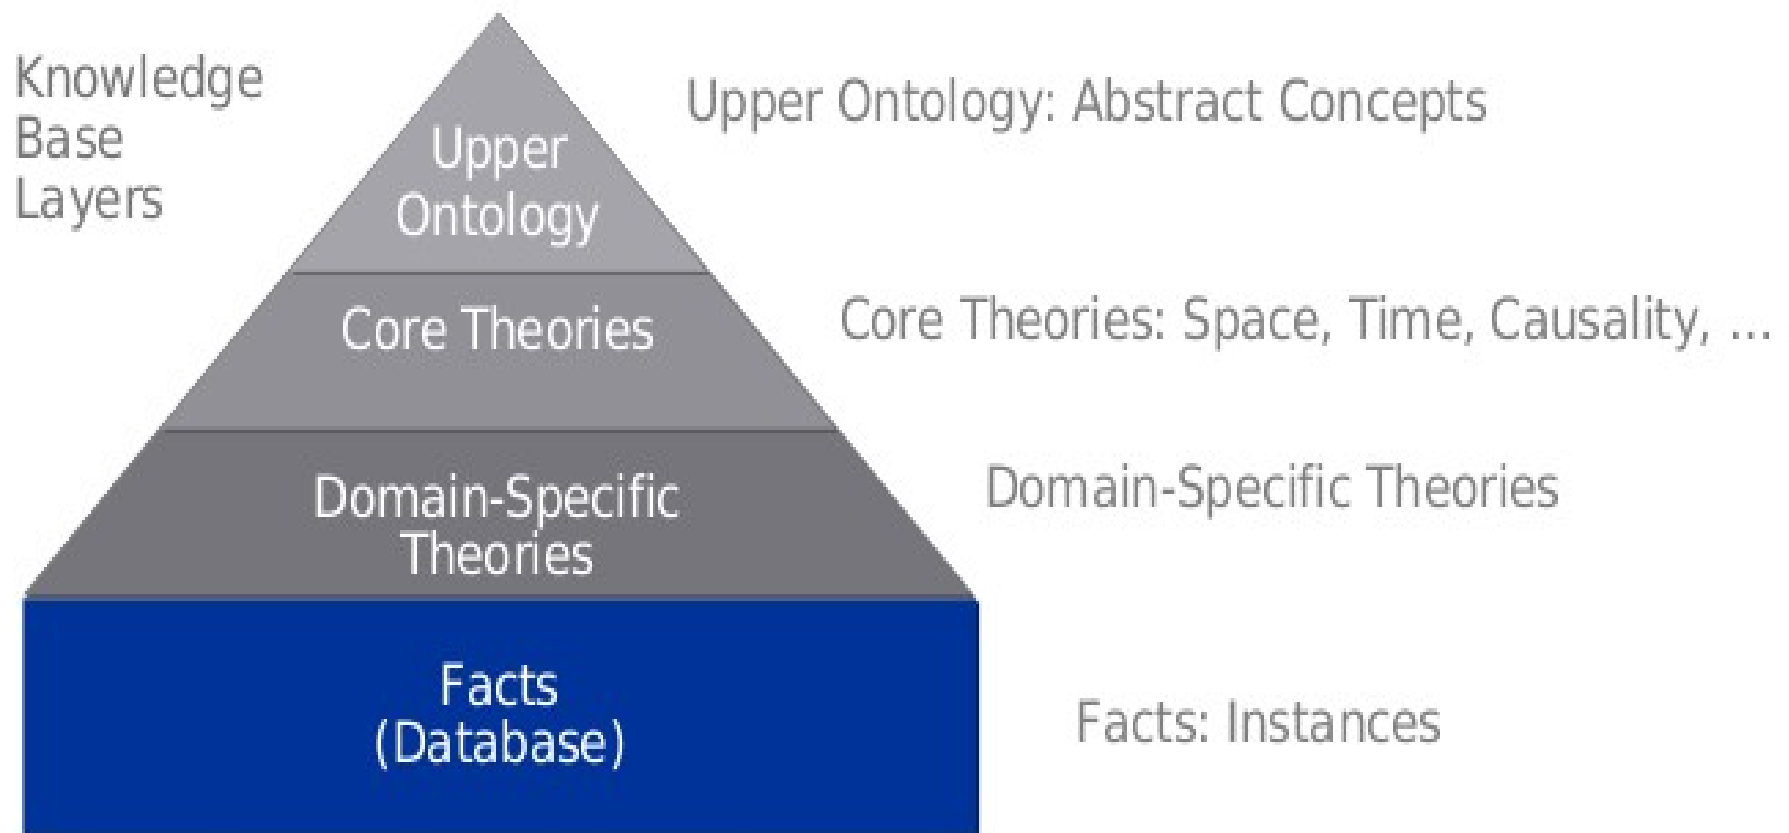 Knowledge
Base
Layers
Upper
Ontology
Upper Ontology: Abstract Concepts
Core Theories
Core Theories: Space, Time, Causality, ...
Domain-Specific
Theories
Domain-Specific Theories
Facts
(Database)
Facts: Instances